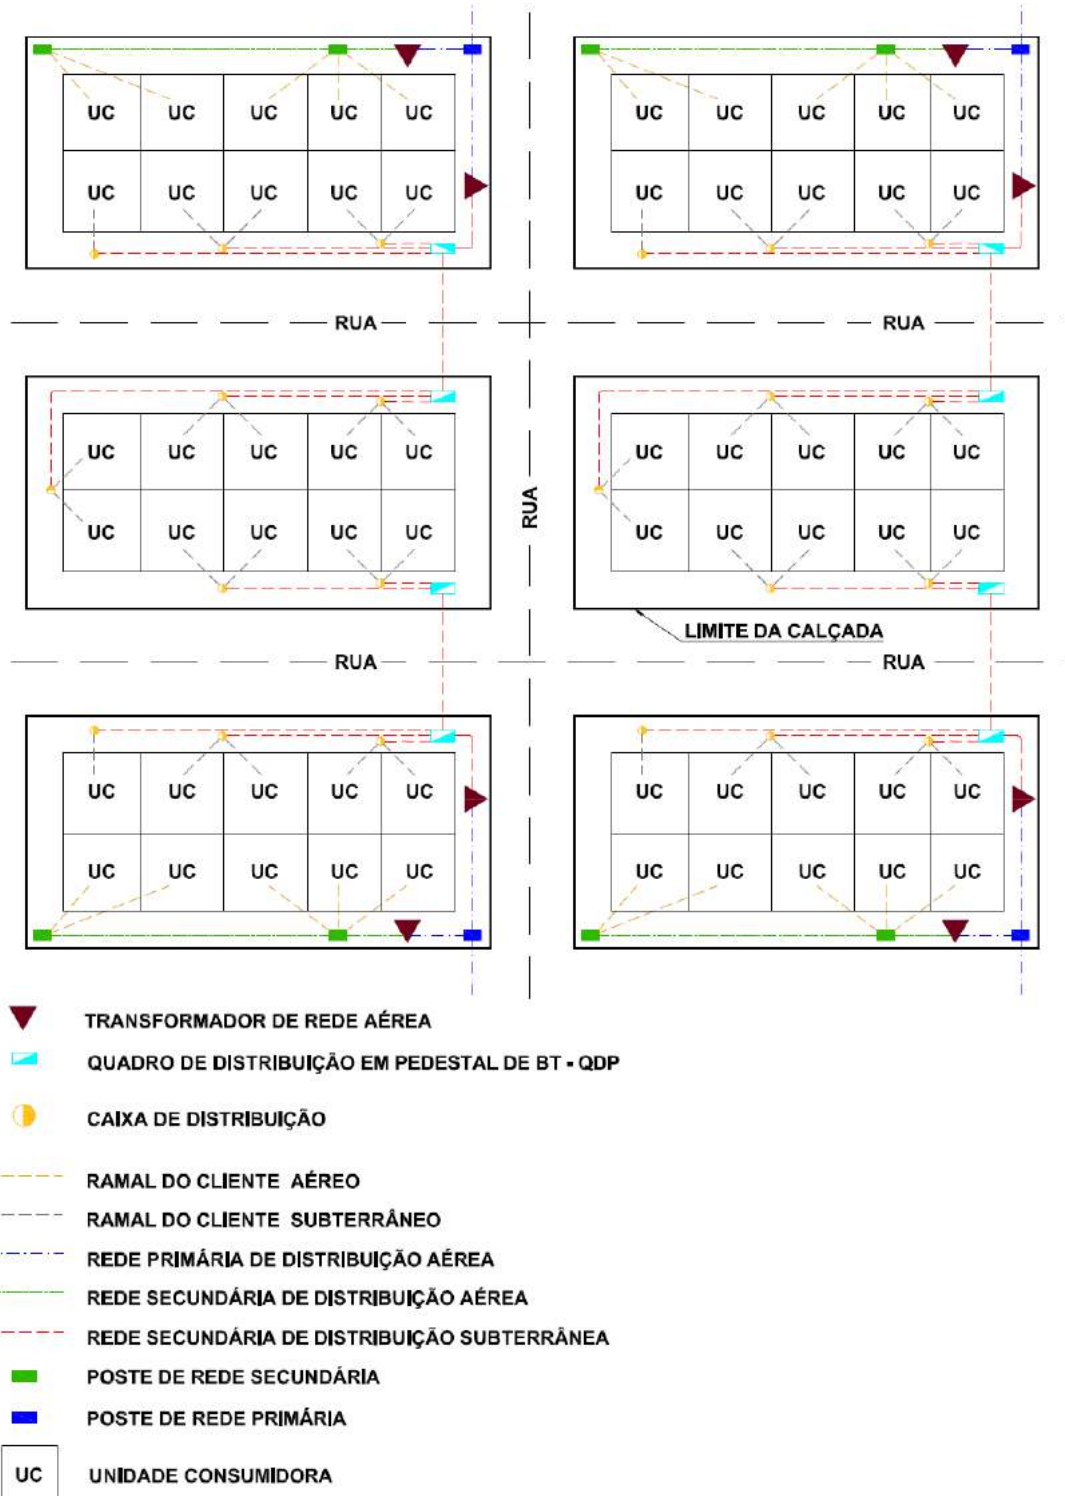 UC UC UC UC UC UC UC UC UC UC
UC UC UC UC UC UC UC UC UC UC
RUA RUA
UC UC UC UC UC UC UC UC UC UC
RUA
UC UC UC UC UC UC UC UC UC UC
LIMITE DA CALÇADA
RUA RUA
UC UC UC UC UC UC UC UC UC UC
UC UC UC UC UC UC UC UC UC UC
TRANSFORMADOR DE REDE AÉREA
QUADRO DE DISTRIBUIÇÃO EM PEDESTAL DE BT - QDP
CAIXA DE DISTRIBUIÇÃO
RAMAL DO CLIENTE AÉREO
RAMAL DO CLIENTE SUBTERRÂNEO
REDE PRIMÁRIA DE DISTRIBUIÇÃO AÉREA
REDE SECUNDÁRIA DE DISTRIBUIÇÃO AÉREA
REDE SECUNDÁRIA DE DISTRIBUIÇÃO SUBTERRÂNEA
POSTE DE REDE SECUNDÁRIA
POSTE DE REDE PRIMÁRIA
UC UNIDADE CONSUMIDORA